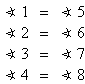 ∢ 1 = ∢ 5
∢ 2 = ∢ 6
∢ 3 = ∢ 7
∢ 4 = ∢ 8